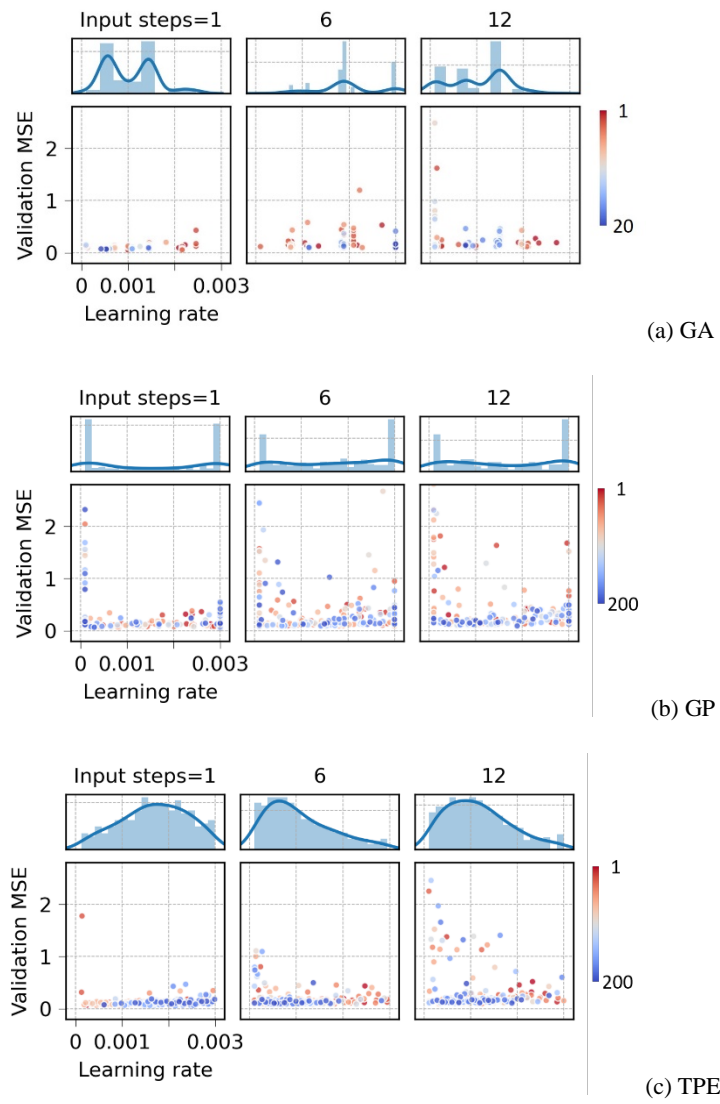 Input steps=1 6 12
Validation MSE
2
1
0
0 0.001 0.003
Learning rate
1
20
(a) GA
Input steps=1 6 12
Validation MSE
2
1
0
0 0.001 0.003
Learning rate
1
200
(b) GP
Input steps=1 6 12
Validation MSE
2
1
0
0 0.001 0.003
Learning rate
1
200
(c) TPE